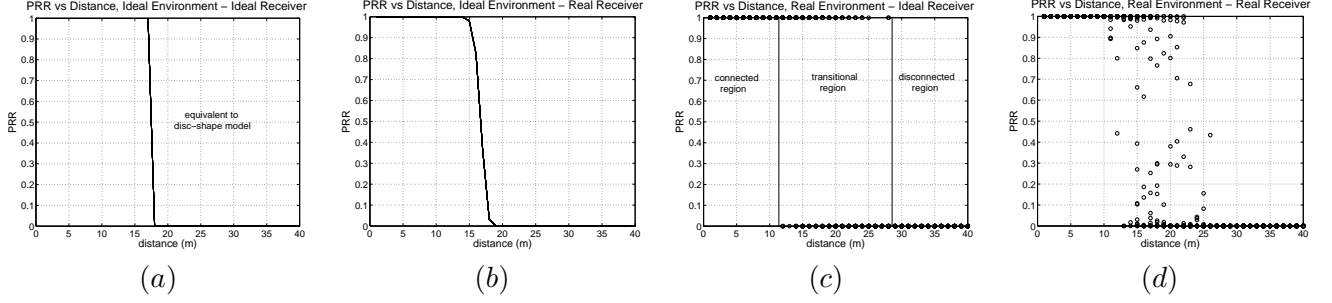 PRR vs Distance, Ideal Environment – Ideal Receiver
1
0.9
0.8
0.7
0.6
0.5
0.4
0.3
0.2
0.1
0
PRR
equivalent to
disc–shape model
0 5 10 15 20 25 30 35 40
distance (m)
(a)
PRR vs Distance, Ideal Environment – Real Receiver
1
0.9
0.8
0.7
0.6
0.5
0.4
0.3
0.2
0.1
0
PRR
0 5 10 15 20 25 30 35 40
distance (m)
(b)
PRR vs Distance, Real Environment – Ideal Receiver
1
0.9
0.8
0.7
0.6
0.5
0.4
0.3
0.2
0.1
0
PRR
connected
region
transitional
region
disconnected
region
0 5 10 15 20 25 30 35 40
distance (m)
(c)
PRR vs Distance, Real Environment – Real Receiver
1
0.9
0.8
0.7
0.6
0.5
0.4
0.3
0.2
0.1
0
PRR
0 5 10 15 20 25 30 35 40
distance (m)
(d)